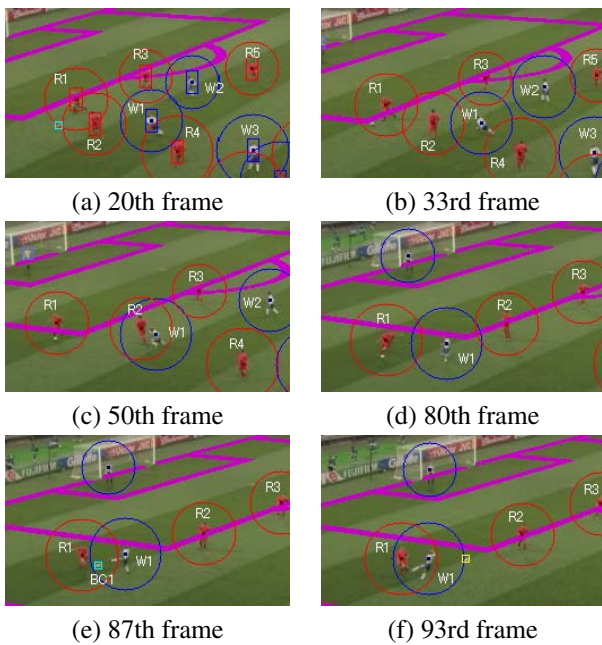 R1
R3
R5
W2
W1
R2
R4
W3
(a) 20th frame
R1
R3
R5
W2
W1
R2
R4
W3
(b) 33rd frame
R1
R3
R2
W2
W1
R4
(c) 50th frame
R3
R1
R2
W1
(d) 80th frame
FUJIFILM
R3
R2
R1
W1
BC1
(e) 87th frame
FUJIFILM
R3
R2
R1
W1
(f) 93rd frame